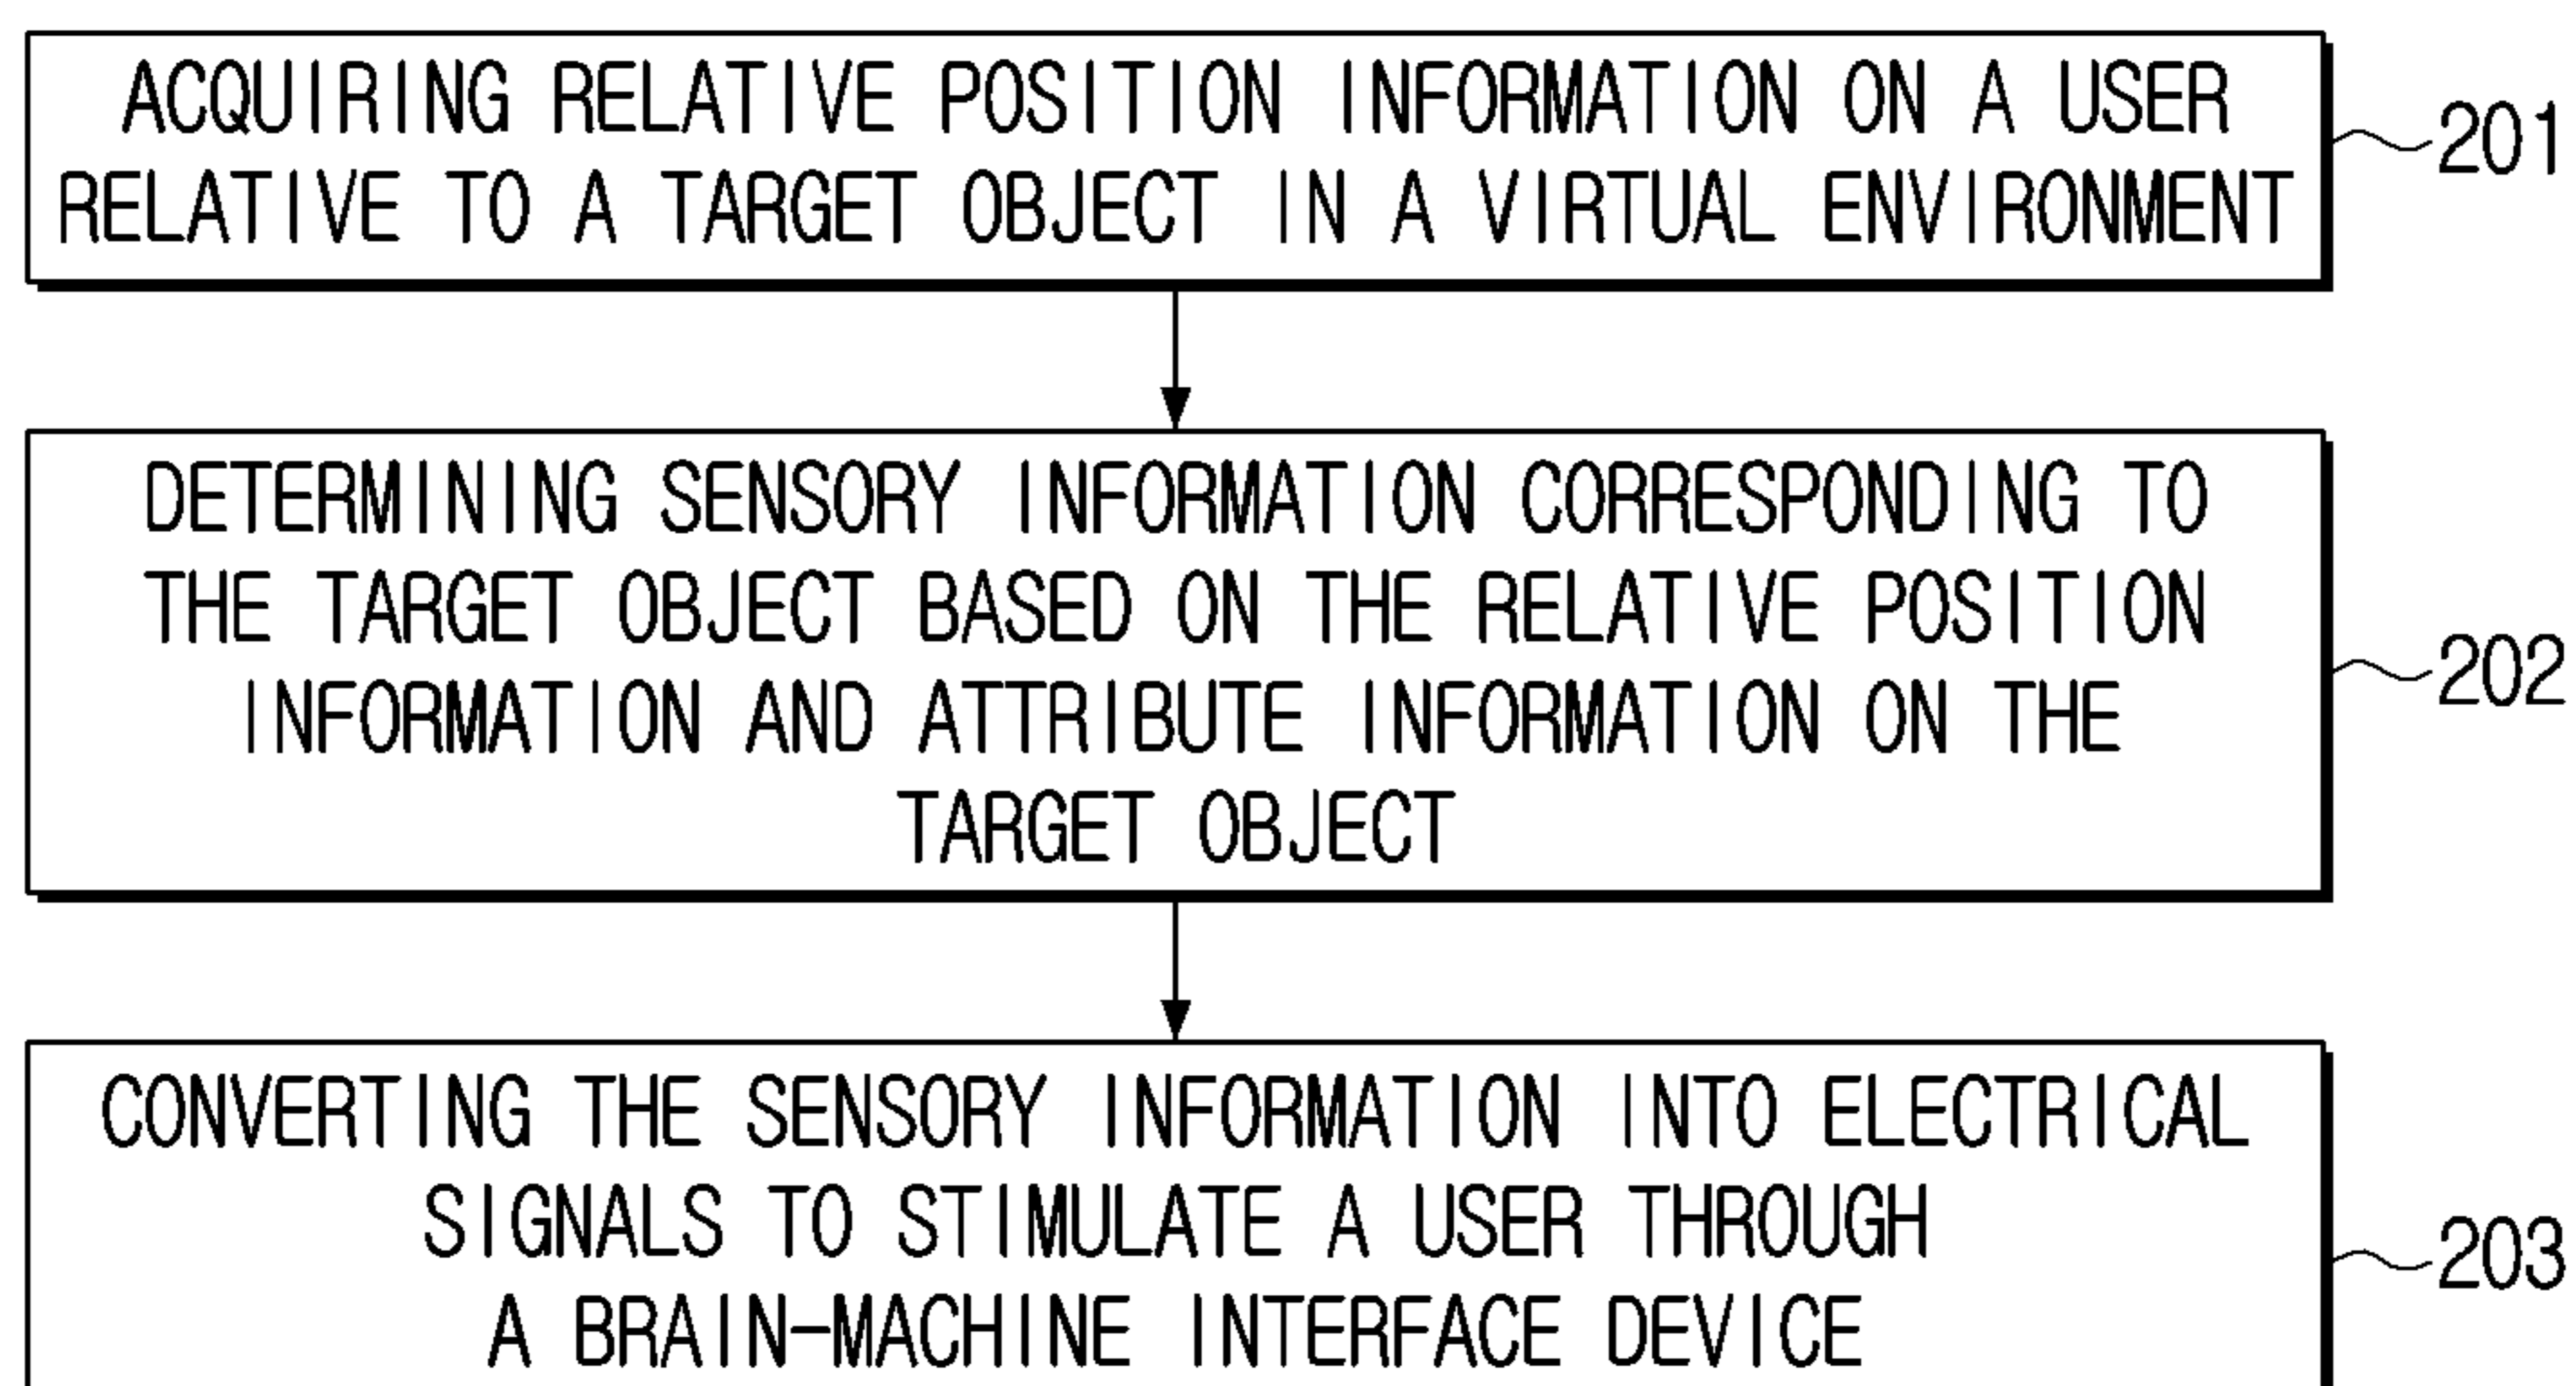 ACQUIRING RELATIVE POSITION INFORMATION ON A USER
RELATIVE TO A TARGET OBJECT IN A VIRTUAL ENVIRONMENT
201
DETERMINING SENSORY INFORMATION CORRESPONDING TO
THE TARGET OBJECT BASED ON THE RELATIVE POSITION
INFORMATION AND ATTRIBUTE INFORMATION ON THE
TARGET OBJECT
202
CONVERTING THE SENSORY INFORMATION INTO ELECTRICAL
SIGNALS TO STIMULATE A USER THROUGH
A BRAIN-MACHINE INTERFACE DEVICE
203